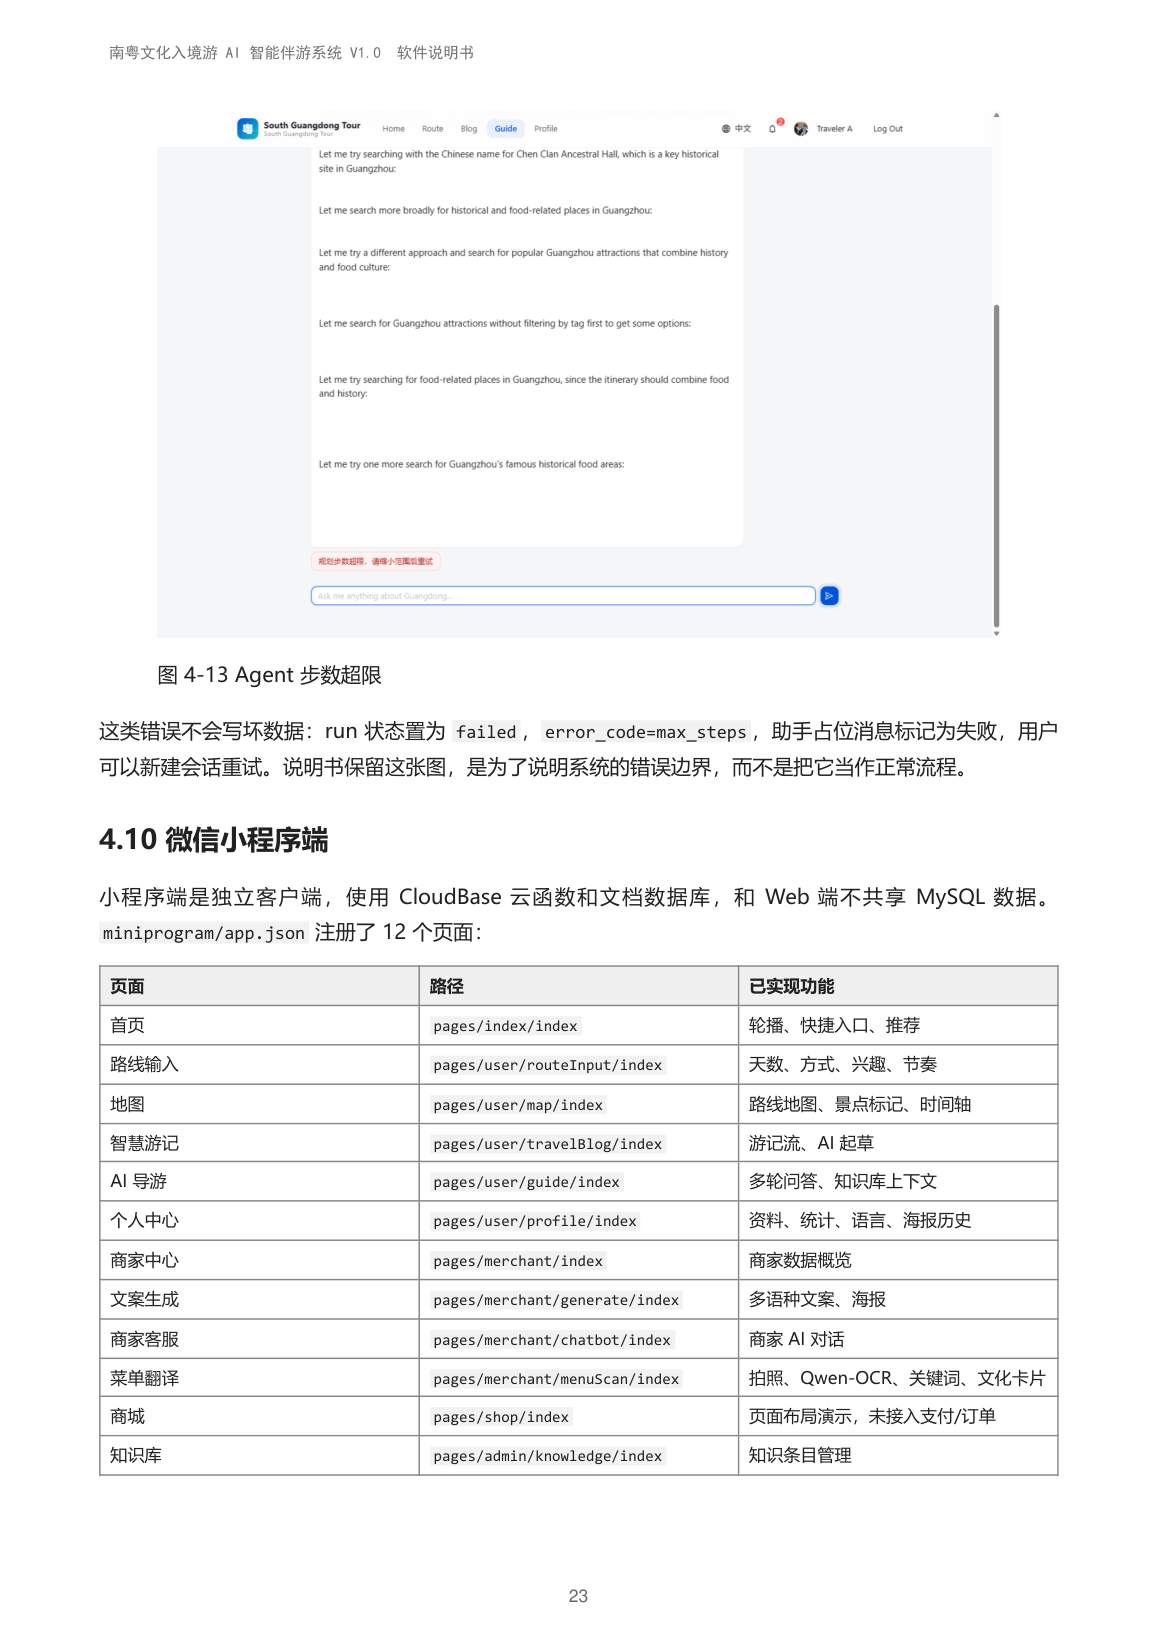 南粤文化入境游 AI 智能伴游系统 V1.0 软件说明书
South Guangdong Tour
South Guangdong Tour
Home Route Blog Guide Profile 中文 2 Traveler A Log Out
Let me try searching with the Chinese name for Chen Clan Ancestral Hall, which is a key historical
site in Guangzhou:
Let me search more broadly for historical and food-related places in Guangzhou:
Let me try a different approach and search for popular Guangzhou attractions that combine history
and food culture:
Let me search for Guangzhou attractions without filtering by tag first to get some options:
Let me try searching for food-related places in Guangzhou, since the itinerary should combine food
and history:
Let me try one more search for Guangzhou's famous historical food areas:
规划步数超限，请缩小范围后重试
Ask me anything about Guangdong...
图 4-13 Agent 步数超限
这类错误不会写坏数据：run 状态置为 failed，error_code=max_steps，助手占位消息标记为失败，用户
可以新建会话重试。说明书保留这张图，是为了说明系统的错误边界，而不是把它当作正常流程。
4.10 微信小程序端
小程序端是独立客户端，使用 CloudBase 云函数和文档数据库，和 Web 端不共享 MySQL 数据。
miniprogram/app.json 注册了 12 个页面：
页面 路径 已实现功能
首页 pages/index/index 轮播、快捷入口、推荐
路线输入 pages/user/routeInput/index 天数、方式、兴趣、节奏
地图 pages/user/map/index 路线地图、景点标记、时间轴
智慧游记 pages/user/travelBlog/index 游记流、AI 起草
AI 导游 pages/user/guide/index 多轮问答、知识库上下文
个人中心 pages/user/profile/index 资料、统计、语言、海报历史
商家中心 pages/merchant/index 商家数据概览
文案生成 pages/merchant/generate/index 多语种文案、海报
商家客服 pages/merchant/chatbot/index 商家 AI 对话
菜单翻译 pages/merchant/menuScan/index 拍照、Qwen-OCR、关键词、文化卡片
商城 pages/shop/index 页面布局演示，未接入支付/订单
知识库 pages/admin/knowledge/index 知识条目管理
23